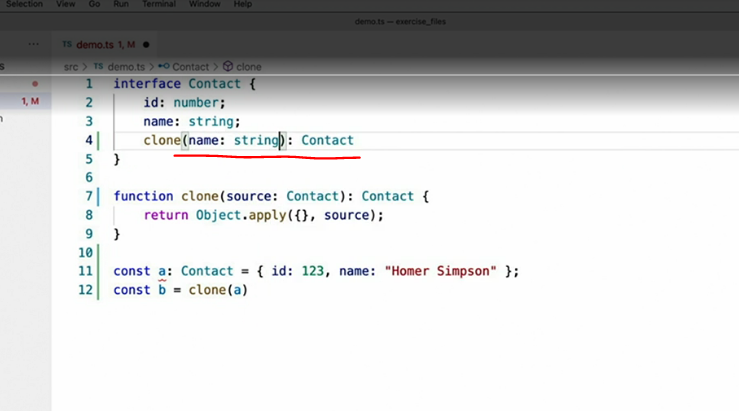 Selection View Go Run Terminal Window Help
demo.ts — exercise_files
··· TS demo.ts 1, M ●
src > TS demo.ts > Contact > clone
1 interface Contact {
1, M 2 id: number;
3 name: string;
4 clone(name: string): Contact
5 }
6
7 function clone(source: Contact): Contact {
8 return Object.apply({}, source);
9 }
10
11 const a: Contact = { id: 123, name: "Homer Simpson" };
12 const b = clone(a)